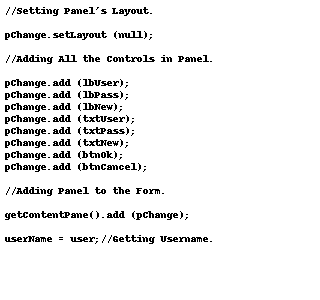 //Setting Panel's Layout.
pChange.setLayout (null);
//Adding All the Controls in Panel.
pChange.add (lbUser);
pChange.add (lbPass);
pChange.add (lbNew);
pChange.add (txtUser);
pChange.add (txtPass);
pChange.add (txtNew);
pChange.add (btnOk);
pChange.add (btnCancel);
//Adding Panel to the Form.
getContentPane().add (pChange);
userName = user;//Getting Username.